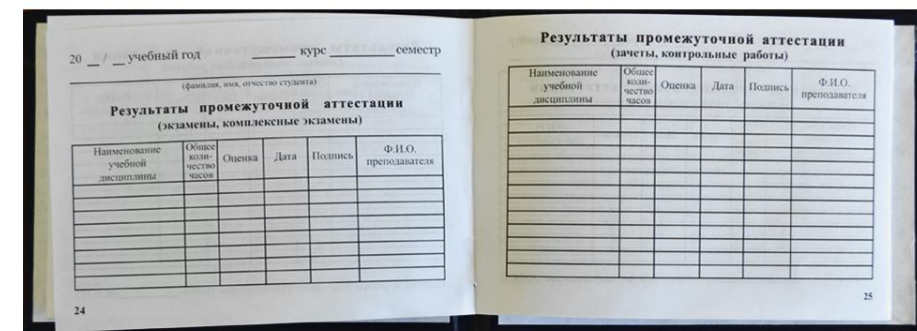 20 __ / __ учебный год ______ курс ______ семестр
(фамилия, имя, отчество студента)
Результаты промежуточной аттестации
(экзамены, комплексные экзамены)
Наименование учебной дисциплины
Общее коли-чество часов
Оценка
Дата
Подпись
Ф.И.О. преподавателя
24
Результаты промежуточной аттестации
(зачеты, контрольные работы)
Наименование учебной дисциплины
Общее коли-чество часов
Оценка
Дата
Подпись
Ф.И.О. преподавателя
25